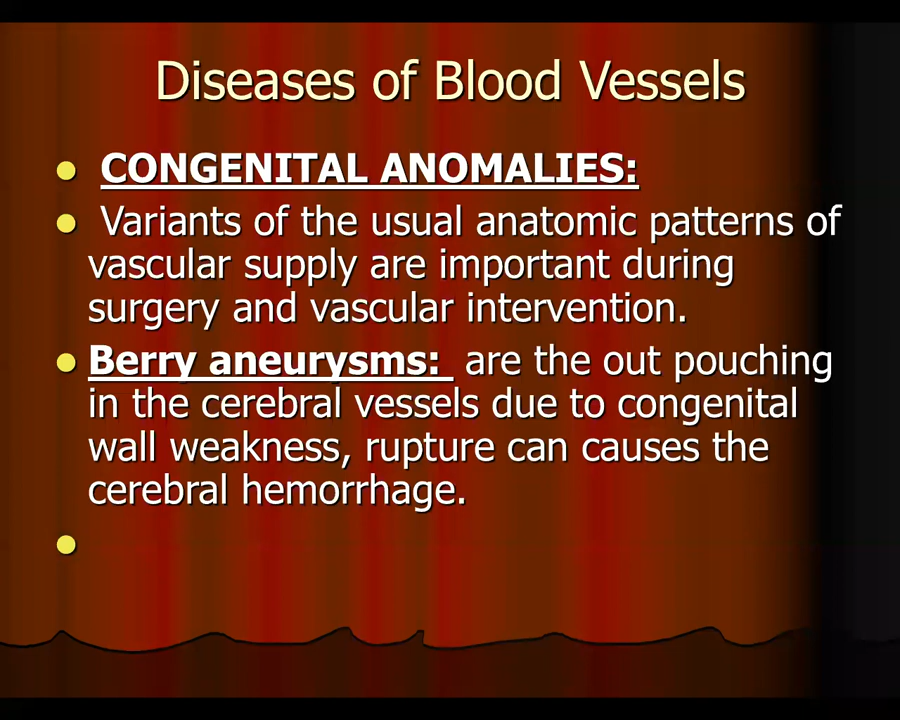 Diseases of Blood Vessels
CONGENITAL ANOMALIES:
Variants of the usual anatomic patterns of
vascular supply are important during
surgery and vascular intervention.
Berry aneurysms: are the out pouching
in the cerebral vessels due to congenital
wall weakness, rupture can causes the
cerebral hemorrhage.